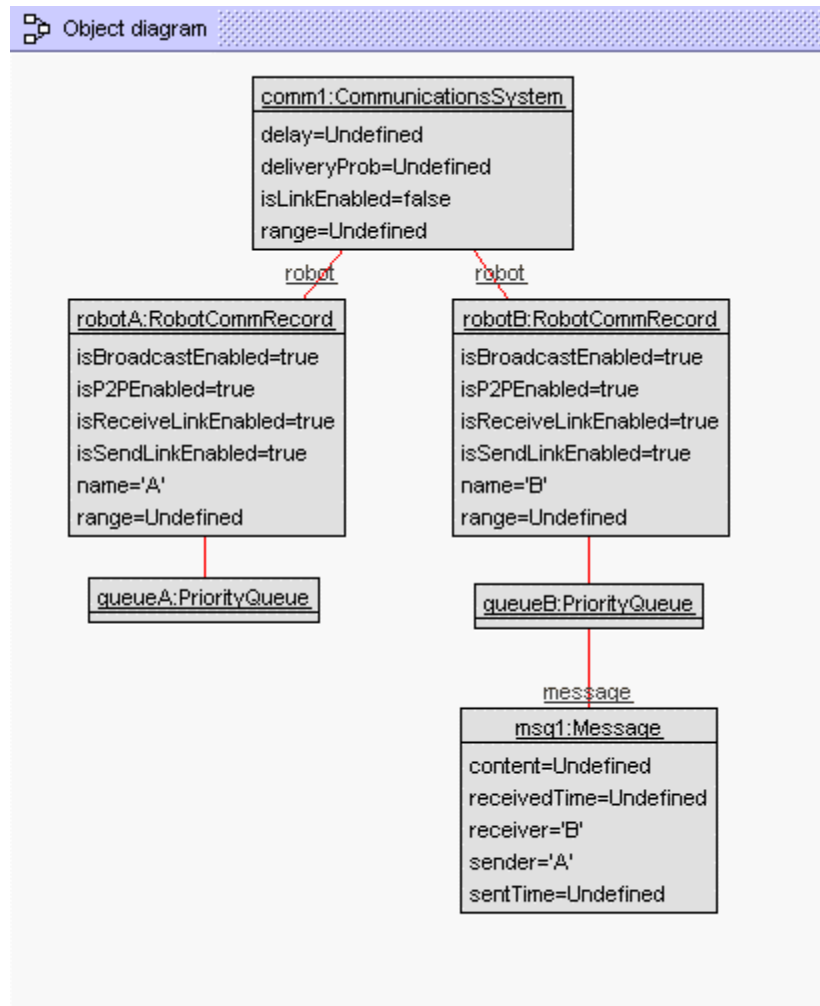 Object diagram
comm1:CommunicationsSystem
delay=Undefined
deliveryProb=Undefined
isLinkEnabled=false
range=Undefined
robot
robot
robotA:RobotCommRecord
isBroadcastEnabled=true
isP2PEnabled=true
isReceiveLinkEnabled=true
isSendLinkEnabled=true
name='A'
range=Undefined
robotB:RobotCommRecord
isBroadcastEnabled=true
isP2PEnabled=true
isReceiveLinkEnabled=true
isSendLinkEnabled=true
name='B'
range=Undefined
queueA:PriorityQueue
queueB:PriorityQueue
message
msg1:Message
content=Undefined
receivedTime=Undefined
receiver='B'
sender='A'
sentTime=Undefined